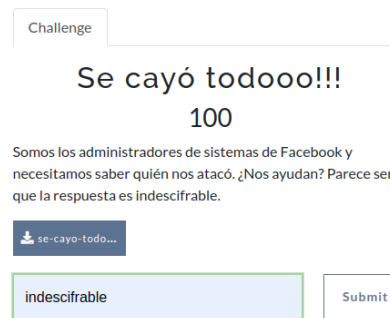 Challenge
Se cayó todooo!!!
100
Somos los administradores de sistemas de Facebook y
necesitamos saber quién nos atacó. ¿Nos ayudan? Parece ser
que la respuesta es indescifrable.
se-cayo-todo...
indescifrable
Submit